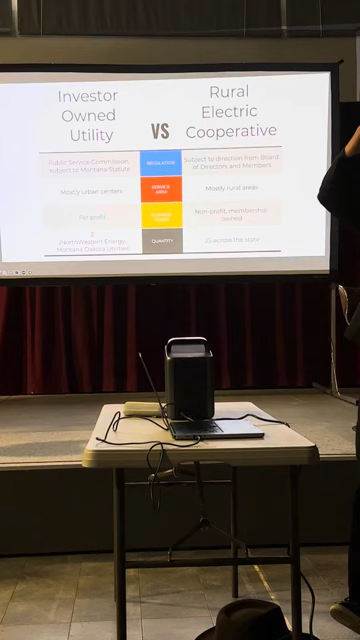 Investor
Owned
Utility
VS
Rural
Electric
Cooperative
Public Service Commission,
subject to Montana Statute
REGULATION
Subject to direction from Board
of Directors and Members
Mostly urban centers
SERVICE
AREA
Mostly rural areas
For profit
Non-profit, membership
owned
2
(NorthWestern Energy,
Montana Dakota Utilities)
QUANTITY
25 across the state